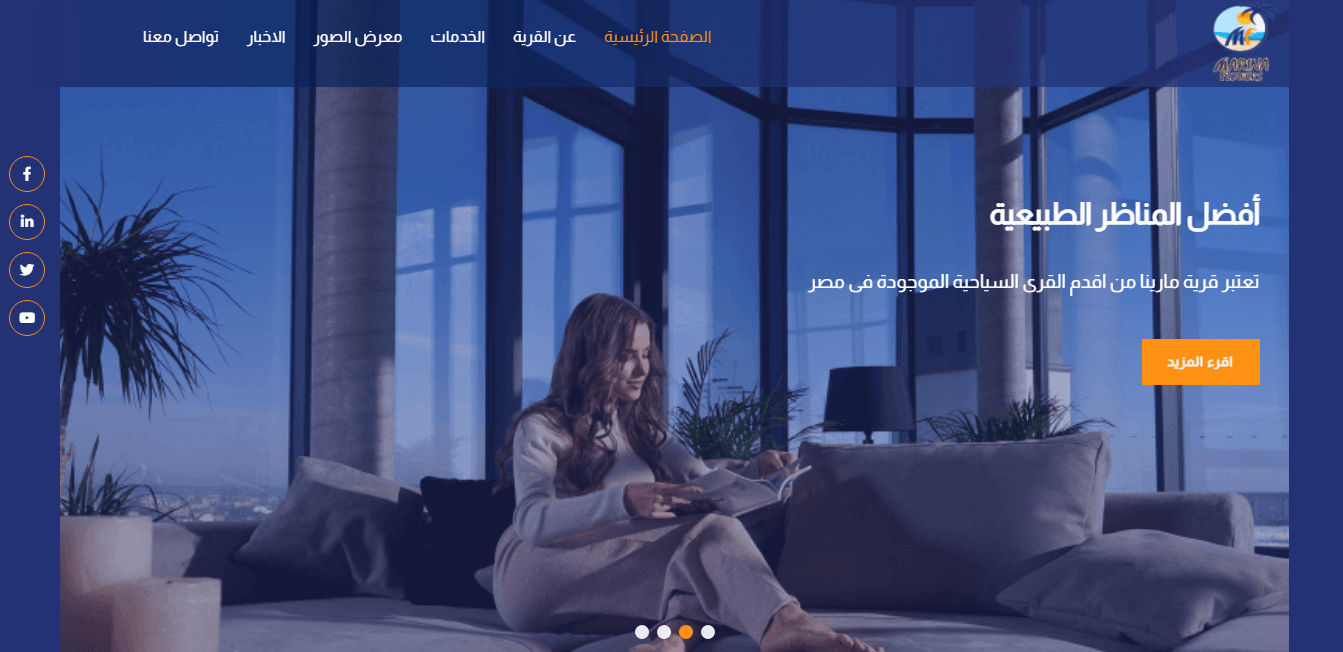 MARINA
FLOWERS
الصفحة الرئيسية
عن القرية
الخدمات
معرض الصور
الاخبار
تواصل معنا
أفضل المناظر الطبيعية
تعتبر قرية مارينا من اقدم القرى السياحية الموجودة فى مصر
اقرء المزيد